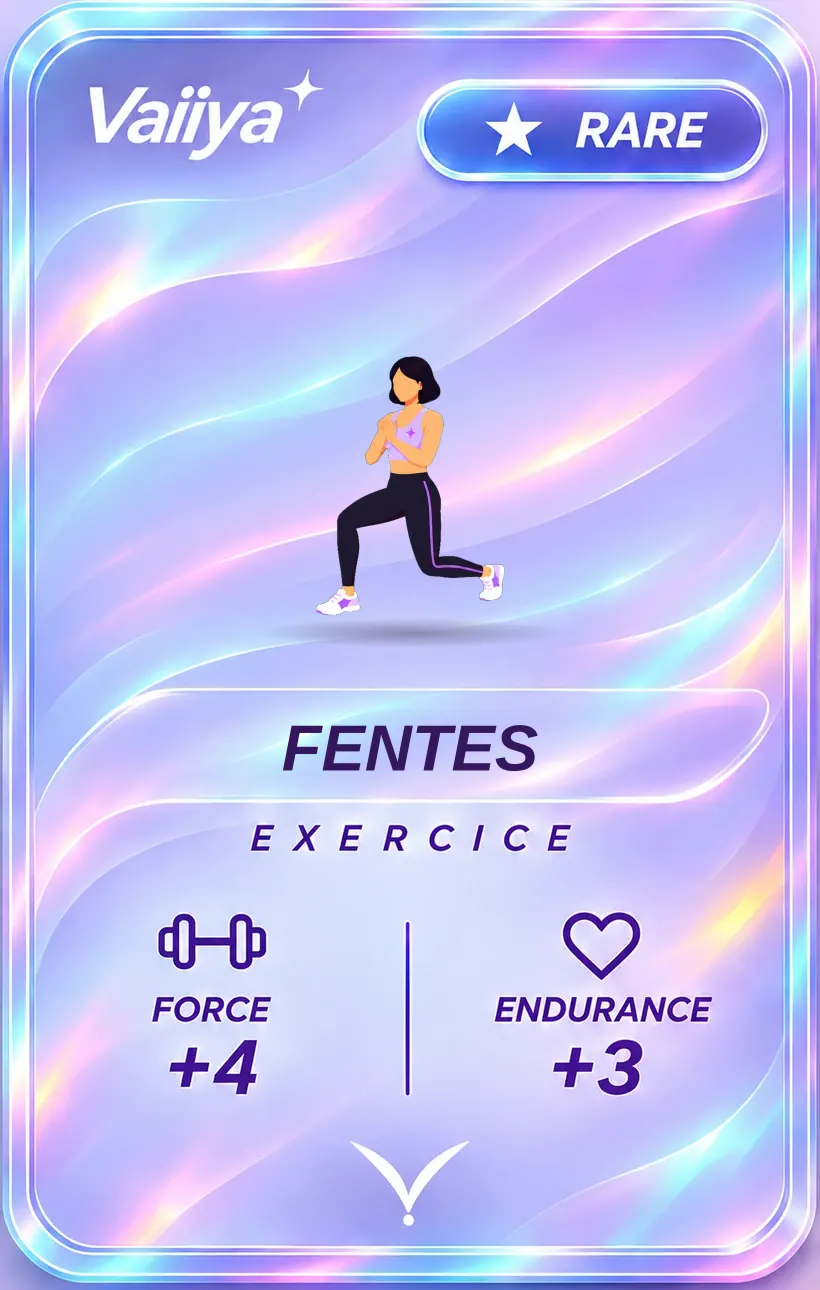 Vaiiya
RARE
FENTES
EXERCICE
FORCE
ENDURANCE
+4
+3